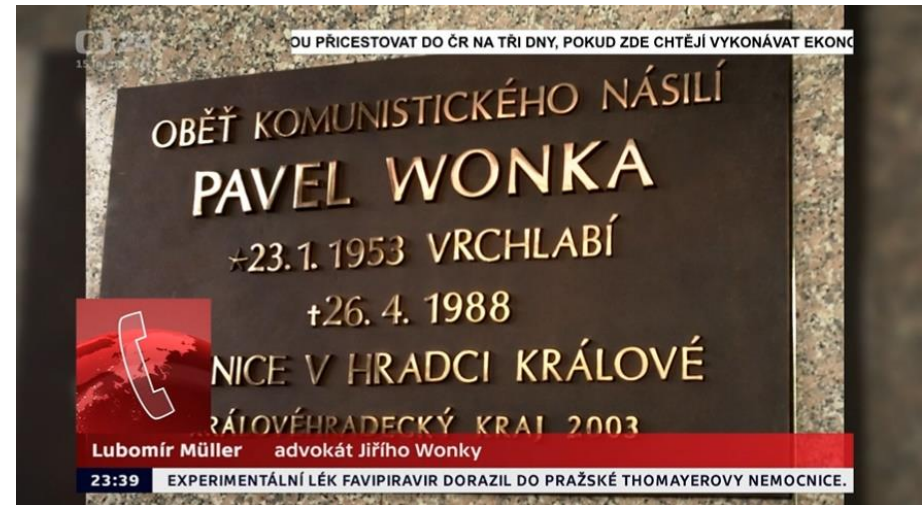 24
OU PŘICESTOVAT DO ČR NA TŘI DNY, POKUD ZDE CHTĚJÍ VYKONÁVAT EKONO
OBĚŤ KOMUNISTICKÉHO NÁSILÍ
PAVEL WONKA
*23. 1. 1953 VRCHLABÍ
†26. 4. 1988
NICE V HRADCI KRÁLOVÉ
KRÁLOVÉHRADECKÝ KRAJ 2003
Lubomír Müller advokát Jiřího Wonky
23:39 EXPERIMENTÁLNÍ LÉK FAVIPIRAVIR DORAZIL DO PRAŽSKÉ THOMAYEROVY NEMOCNICE.